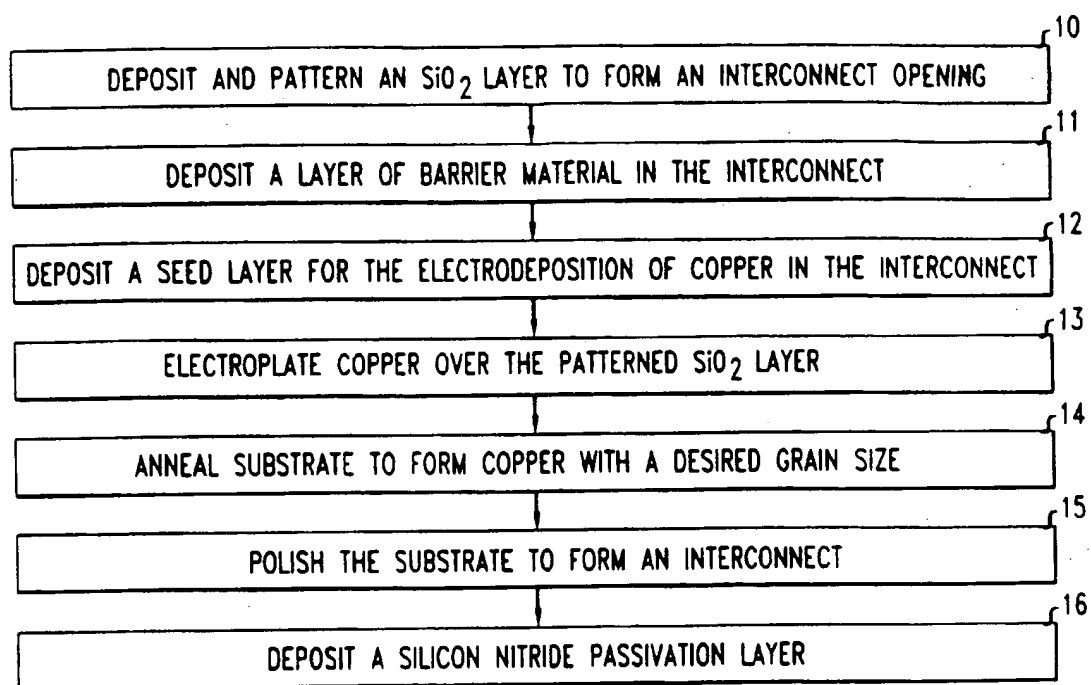 10
DEPOSIT AND PATTERN AN SiO2 LAYER TO FORM AN INTERCONNECT OPENING
11
DEPOSIT A LAYER OF BARRIER MATERIAL IN THE INTERCONNECT
12
DEPOSIT A SEED LAYER FOR THE ELECTRODEPOSITION OF COPPER IN THE INTERCONNECT
13
ELECTROPLATE COPPER OVER THE PATTERNED SiO2 LAYER
14
ANNEAL SUBSTRATE TO FORM COPPER WITH A DESIRED GRAIN SIZE
15
POLISH THE SUBSTRATE TO FORM AN INTERCONNECT
16
DEPOSIT A SILICON NITRIDE PASSIVATION LAYER